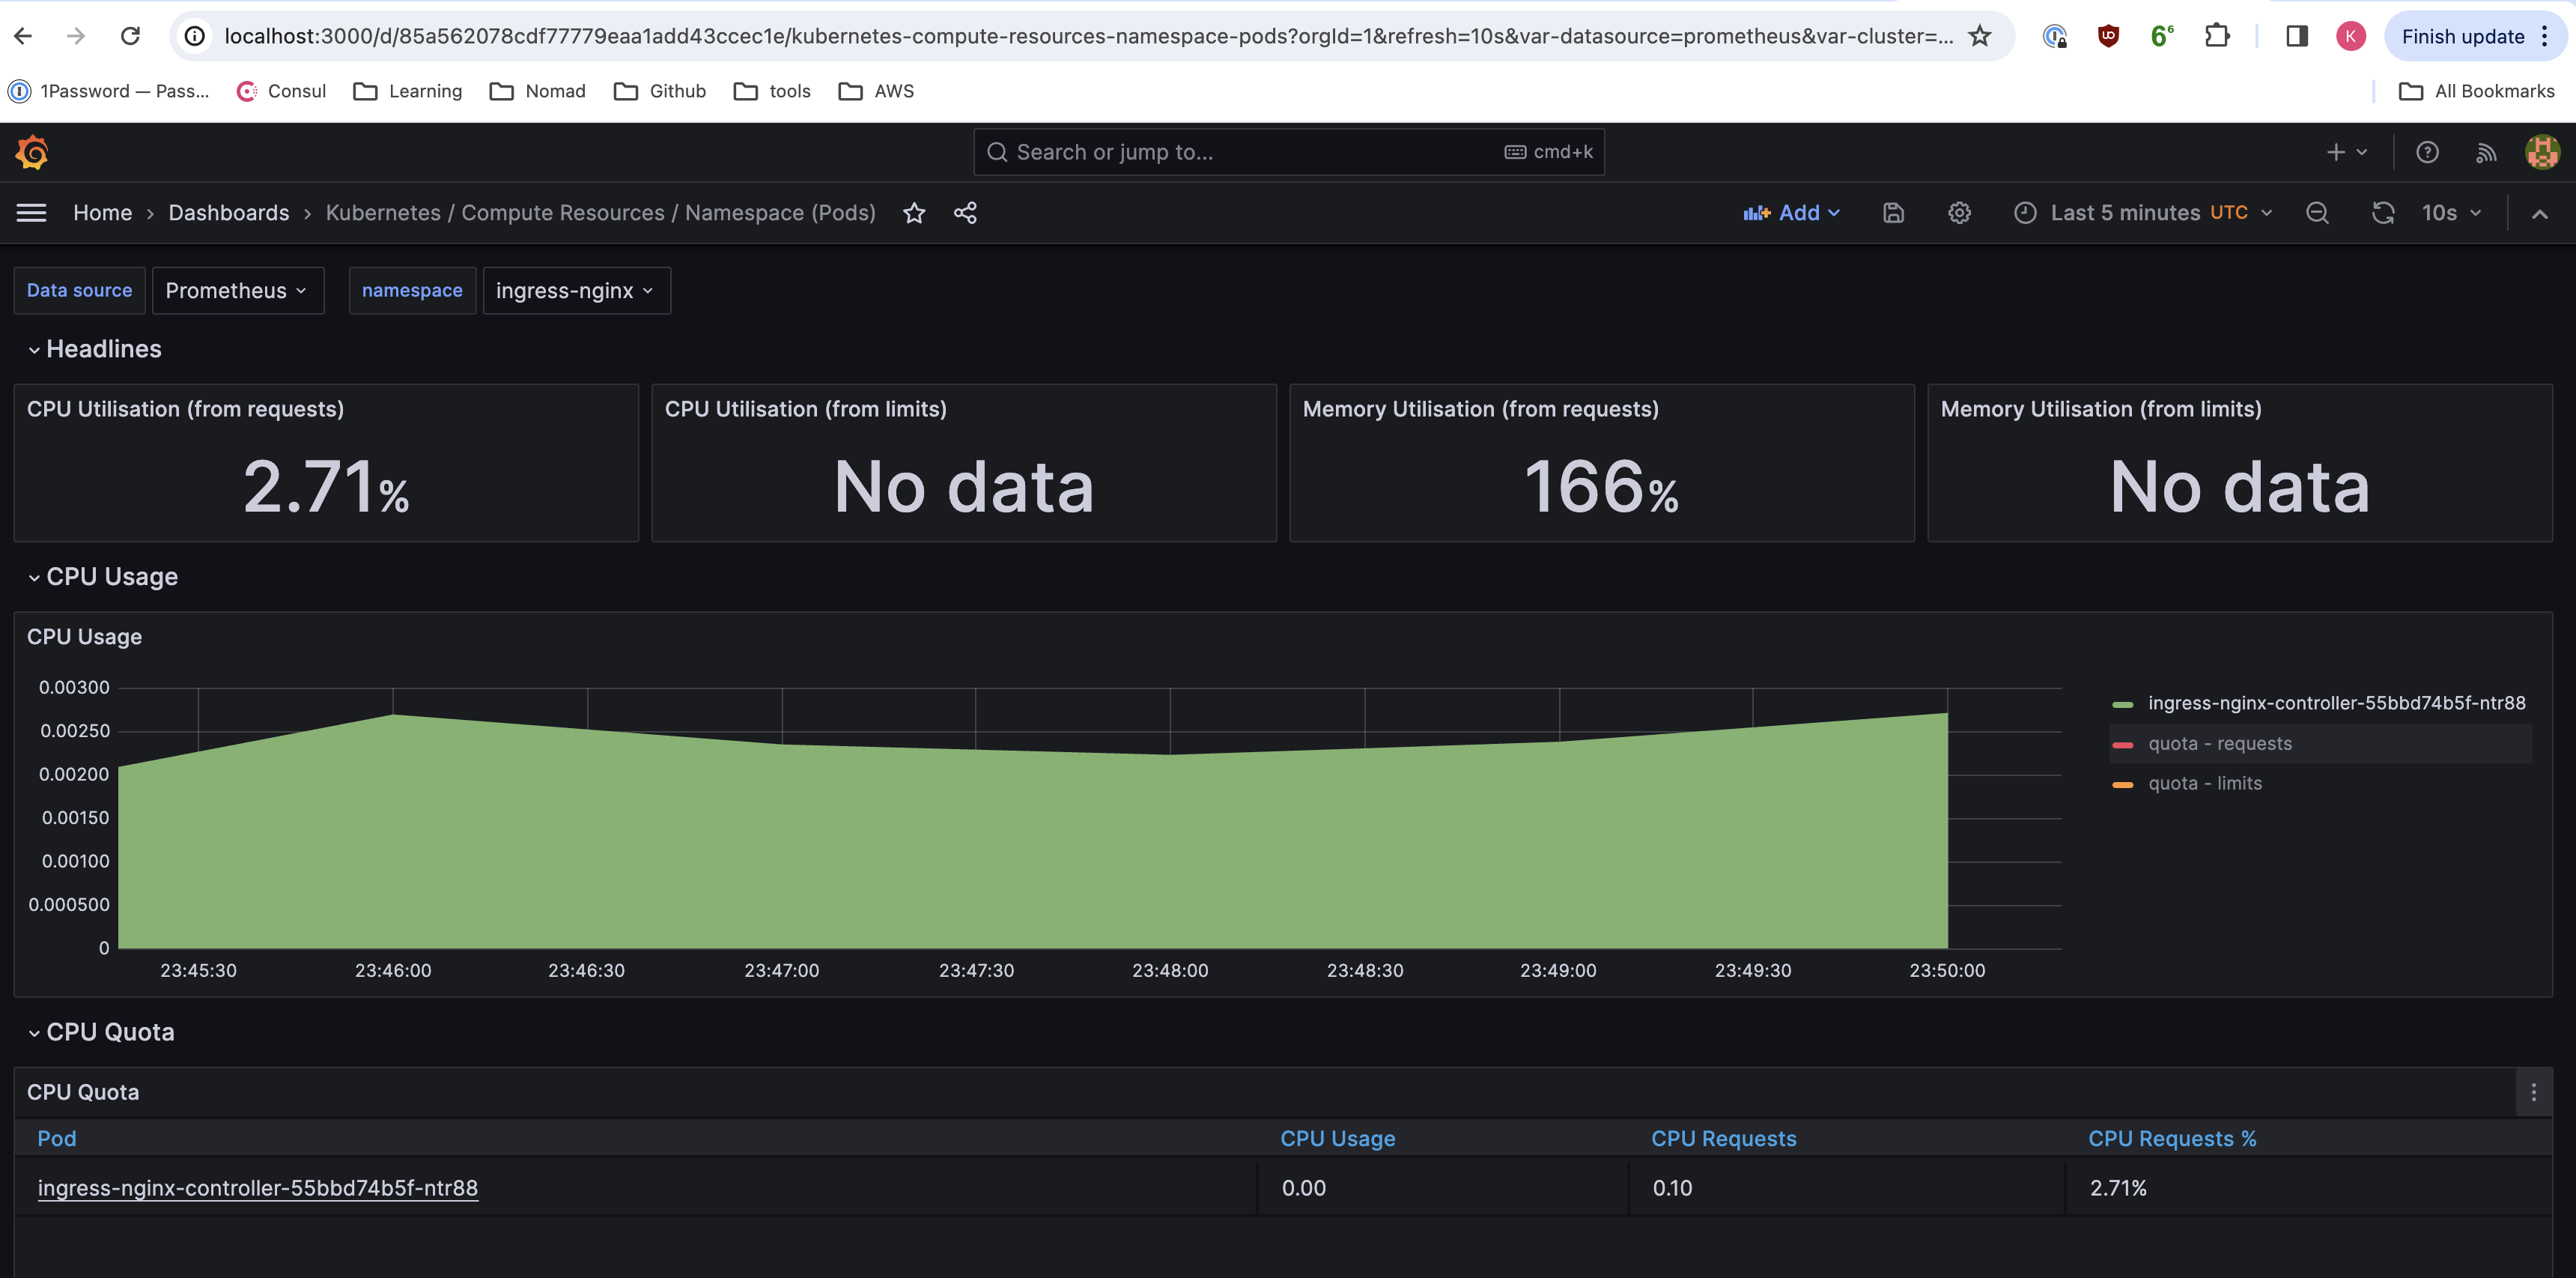 localhost:3000/d/85a562078cdf77779eaa1add43ccec1e/kubernetes-compute-resources-namespace-pods?orgId=1&refresh=10s&var-datasource=prometheus&var-cluster=... 6⁶ K Finish update
1Password — Pass... Consul Learning Nomad Github tools AWS All Bookmarks
Search or jump to... cmd+k
Home › Dashboards › Kubernetes / Compute Resources / Namespace (Pods) Add Last 5 minutes UTC 10s
Data source Prometheus namespace ingress-nginx
Headlines
CPU Utilisation (from requests) CPU Utilisation (from limits) Memory Utilisation (from requests) Memory Utilisation (from limits)
2.71% No data 166% No data
CPU Usage
CPU Usage
0.00300
ingress-nginx-controller-55bbd74b5f-ntr88
0.00250
quota - requests
0.00200
quota - limits
0.00150
0.00100
0.000500
0
23:45:30 23:46:00 23:46:30 23:47:00 23:47:30 23:48:00 23:48:30 23:49:00 23:49:30 23:50:00
CPU Quota
CPU Quota
Pod CPU Usage CPU Requests CPU Requests %
ingress-nginx-controller-55bbd74b5f-ntr88 0.00 0.10 2.71%